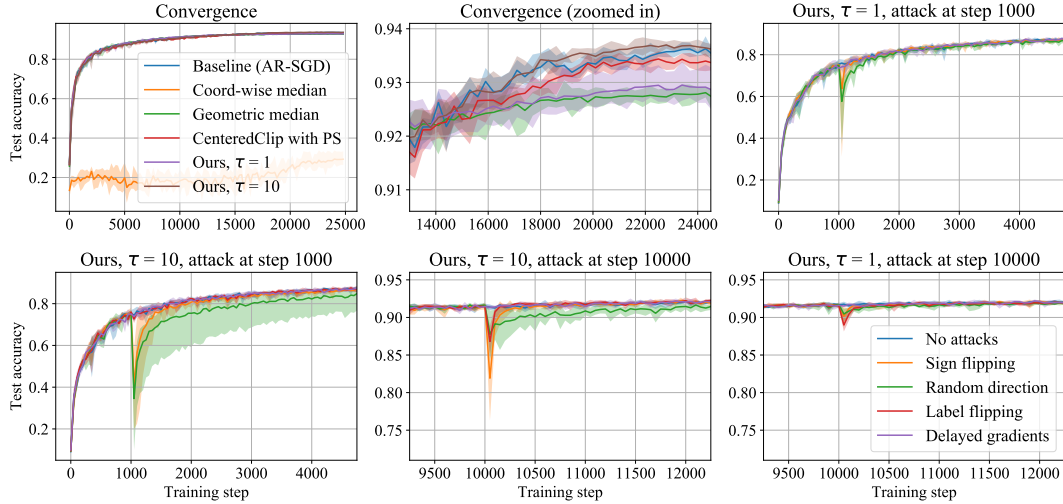 Convergence
Test accuracy
0.8
0.6
0.4
0.2
0 5000 10000 15000 20000 25000
Baseline (AR-SGD)
Coord-wise median
Geometric median
CenteredClip with PS
Ours, τ = 1
Ours, τ = 10
Convergence (zoomed in)
0.94
0.93
0.92
0.91
14000 16000 18000 20000 22000 24000
Ours, τ = 1, attack at step 1000
0.8
0.6
0.4
0.2
0 1000 2000 3000 4000
Ours, τ = 10, attack at step 1000
Test accuracy
0.8
0.6
0.4
0.2
0 1000 2000 3000 4000
Training step
Ours, τ = 10, attack at step 10000
0.95
0.90
0.85
0.80
0.75
9500 10000 10500 11000 11500 12000
Training step
Ours, τ = 1, attack at step 10000
0.95
0.90
0.85
0.80
0.75
9500 10000 10500 11000 11500 12000
Training step
No attacks
Sign flipping
Random direction
Label flipping
Delayed gradients